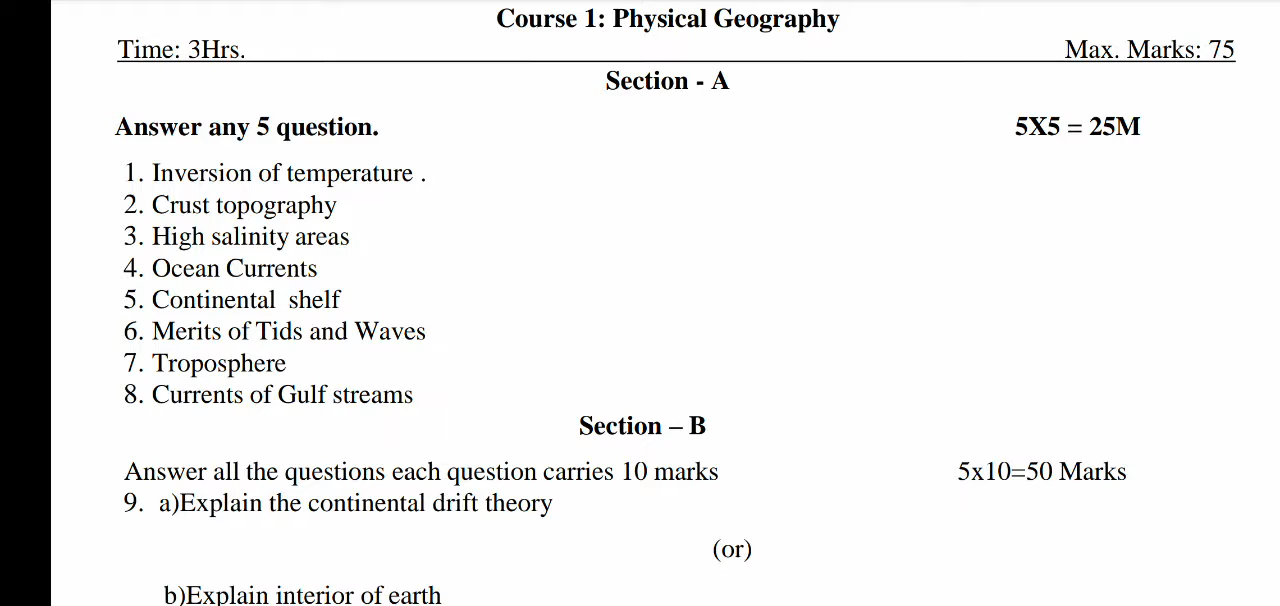 Course 1: Physical Geography
Time: 3Hrs. Max. Marks: 75
Section - A
Answer any 5 question. 5X5 = 25M
1. Inversion of temperature .
2. Crust topography
3. High salinity areas
4. Ocean Currents
5. Continental  shelf
6. Merits of Tids and Waves
7. Troposphere
8. Currents of Gulf streams
Section – B
Answer all the questions each question carries 10 marks 5x10=50 Marks
9. a)Explain the continental drift theory
(or)
b)Explain interior of earth